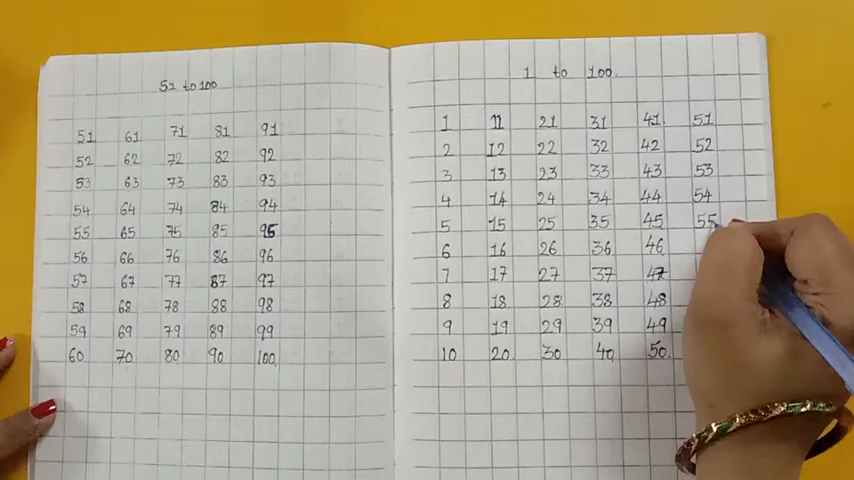 51 to 100
51 61 71 81 91
52 62 72 82 92
53 63 73 83 93
54 64 74 84 94
55 65 75 85 95
56 66 76 86 96
57 67 77 87 97
58 68 78 88 98
59 69 79 89 99
60 70 80 90 100
1 to 100
1 11 21 31 41 51
2 12 22 32 42 52
3 13 23 33 43 53
4 14 24 34 44 54
5 15 25 35 45 55
6 16 26 36 46
7 17 27 37 47
8 18 28 38 48
9 19 29 39 49
10 20 30 40 50